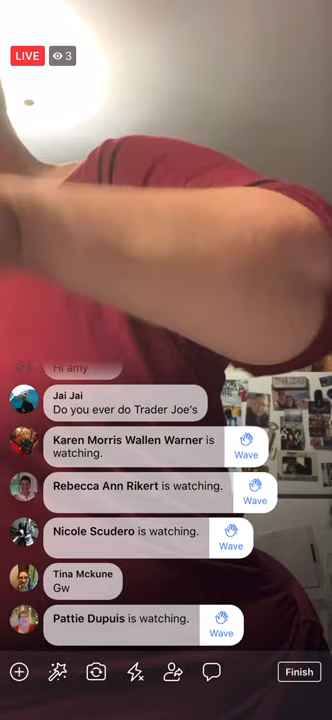 LIVE
3
Hi amy
Jai Jai
Do you ever do Trader Joe's
Karen Morris Wallen Warner is
watching.
Wave
Rebecca Ann Rikert is watching.
Wave
Nicole Scudero is watching.
Wave
Tina Mckune
Gw
Pattie Dupuis is watching.
Wave
Finish